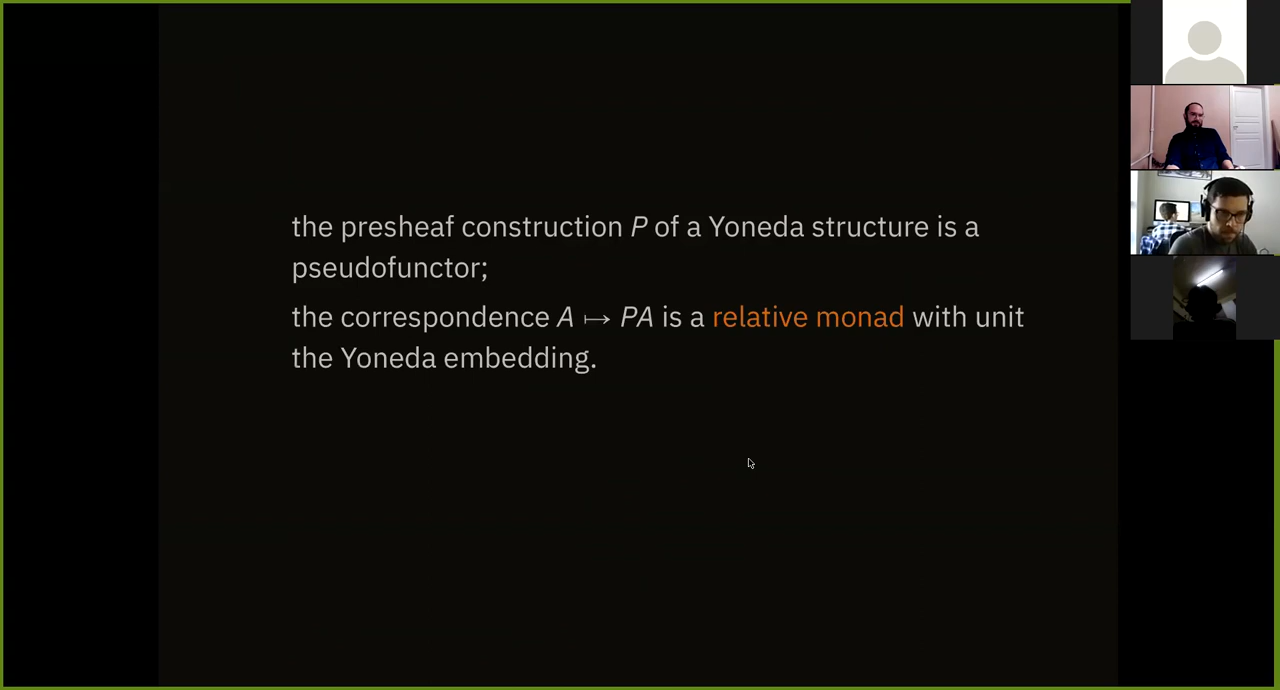 the presheaf construction P of a Yoneda structure is a
pseudofunctor;
the correspondence A ↦ PA is a relative monad with unit
the Yoneda embedding.